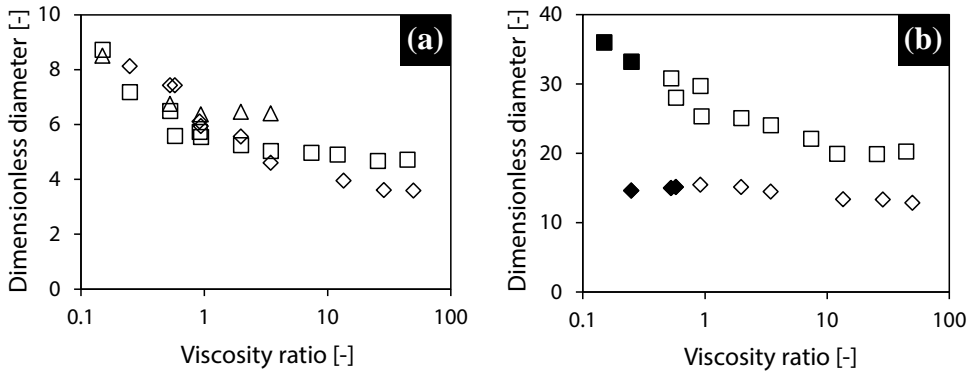 (a)
Dimensionless diameter [-]
10
8
6
4
2
0
0.1 1 10 100
Viscosity ratio [-]
(b)
Dimensionless diameter [-]
40
30
20
10
0
0.1 1 10 100
Viscosity ratio [-]